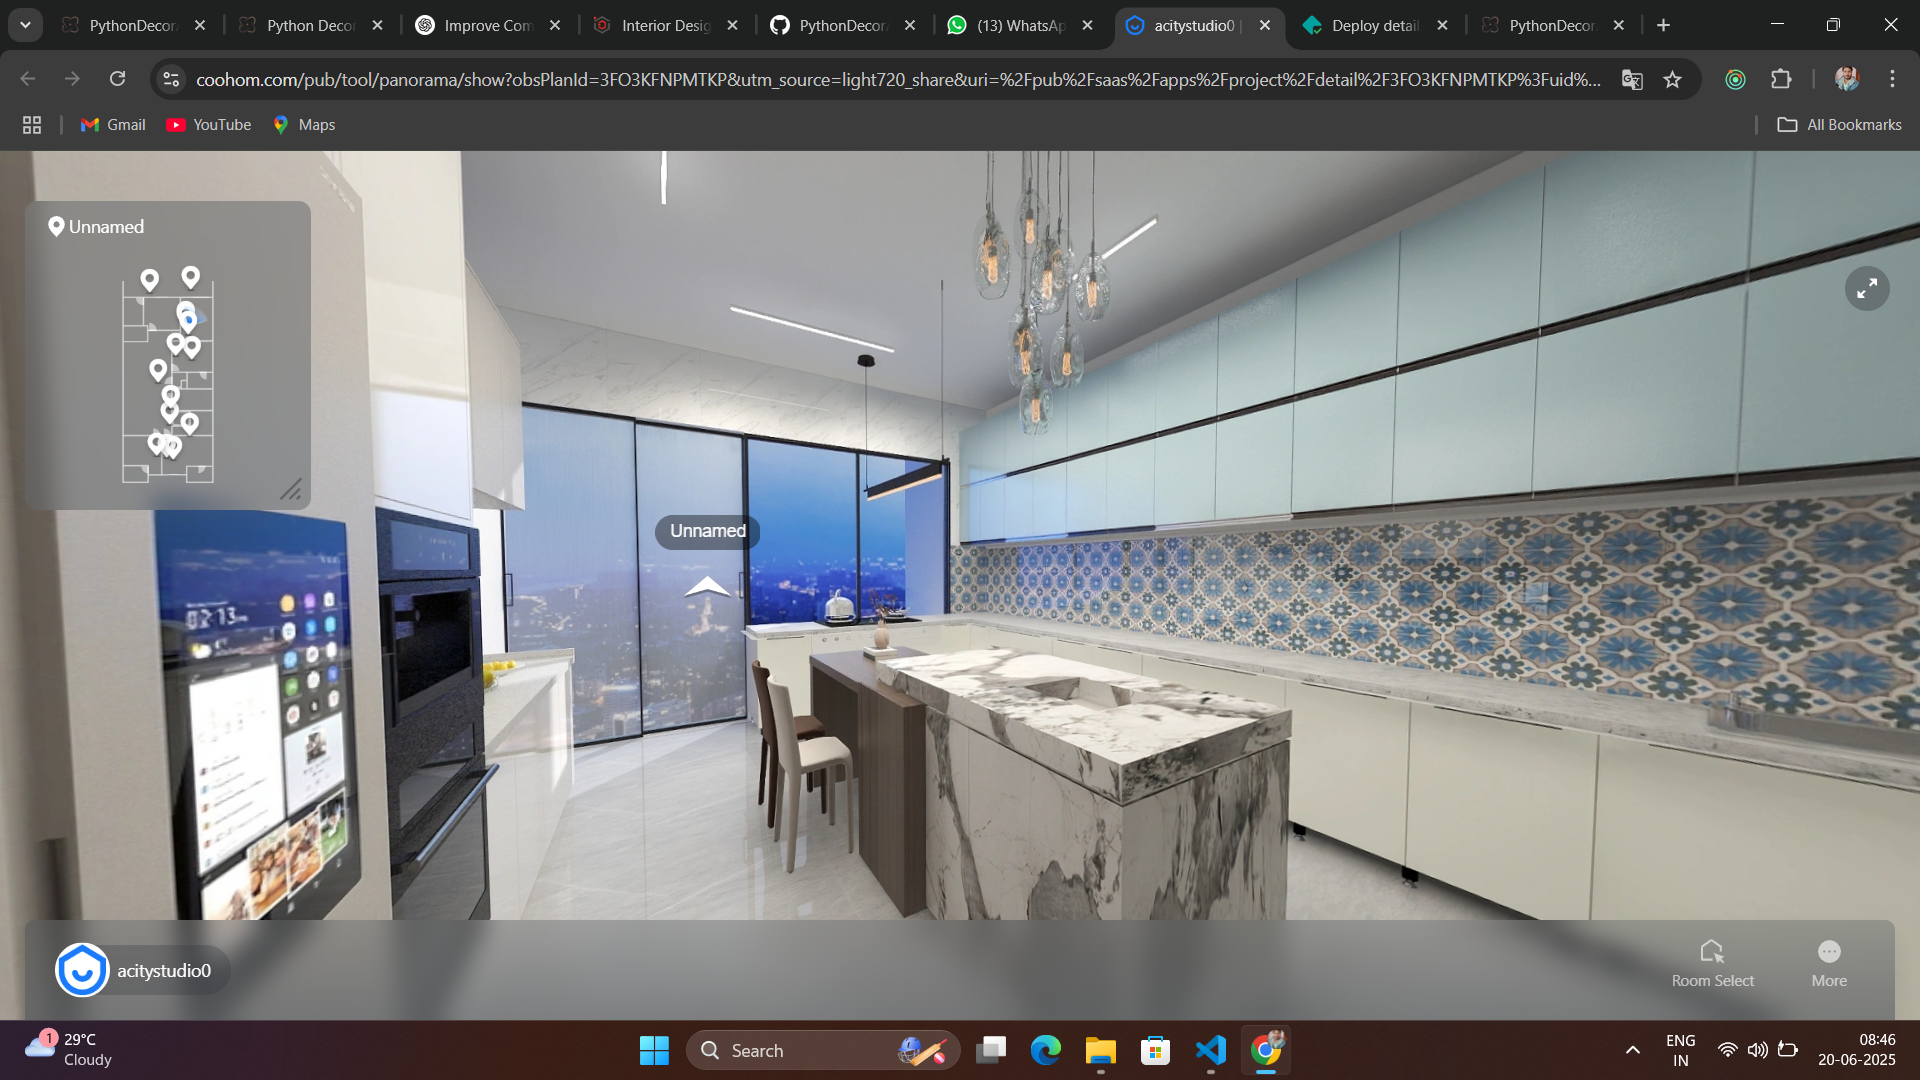 PythonDecor
Python Decor
Improve Com
Interior Desig
PythonDecor
(13) WhatsAp
acitystudio0 |
Deploy detail
PythonDecor
coohom.com/pub/tool/panorama/show?obsPlanId=3FO3KFNPMTKP&utm_source=light720_share&uri=%2Fpub%2Fsaas%2Fapps%2Fproject%2Fdetail%2F3FO3KFNPMTKP%3Fuid%...
Gmail
YouTube
Maps
All Bookmarks
Unnamed
Unnamed
02:13
acitystudio0
Room Select
More
1
29°C
Cloudy
Search
ENG
IN
08:46
20-06-2025